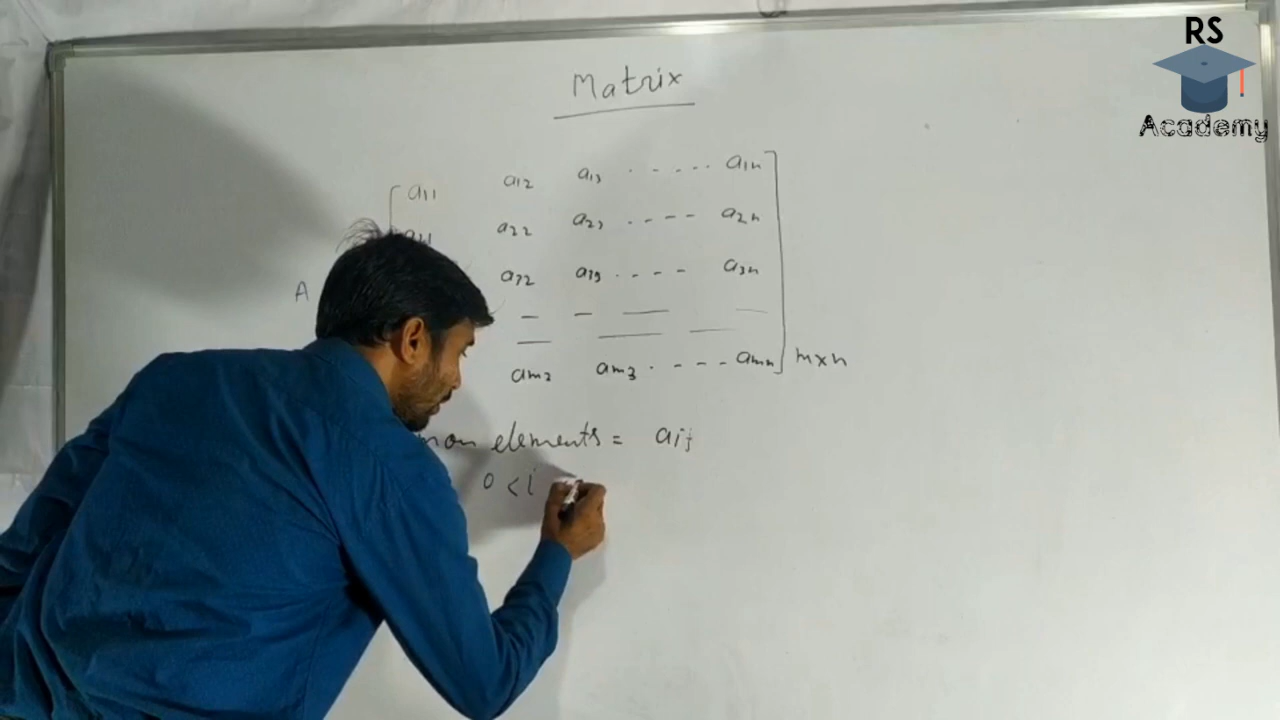 RS
Academy
Matrix
a11 a12 a13 ...... a1n
a22 a23 .---- a2n
A a32 a33 .---- a3n
— — — —
— — —
am2 am3 .---- amn m×n
mon elements = aij
0 < i